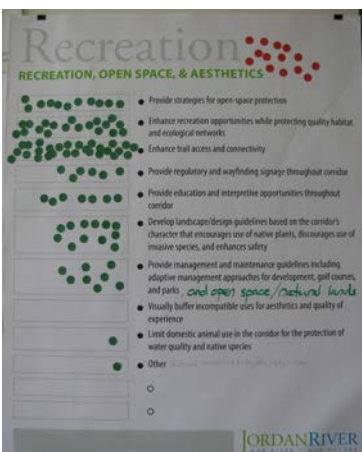 Recreation
RECREATION, OPEN SPACE, & AESTHETICS
Provide strategies for open-space protection
Enhance recreation opportunities while protecting quality habitat
and ecological networks
Enhance trail access and connectivity
Provide regulatory and wayfinding signage throughout corridor
Provide education and interpretive opportunities throughout
corridor
Develop landscape/design guidelines based on the corridor's
character that encourages use of native plants, discourages use of
invasive species, and enhances safety
Provide management and maintenance guidelines including
adaptive management approaches for development, golf courses,
and parks and open space/natural lands
Visually buffer incompatible uses for aesthetics and quality of
experience
Limit domestic animal use in the corridor for the protection of
water quality and native species
Other
JORDAN RIVER